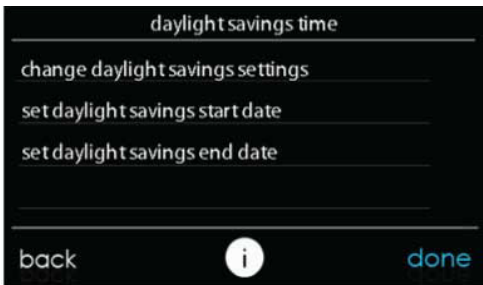 daylight savings time
change daylight savings settings
set daylight savings start date
set daylight savings end date
back i done